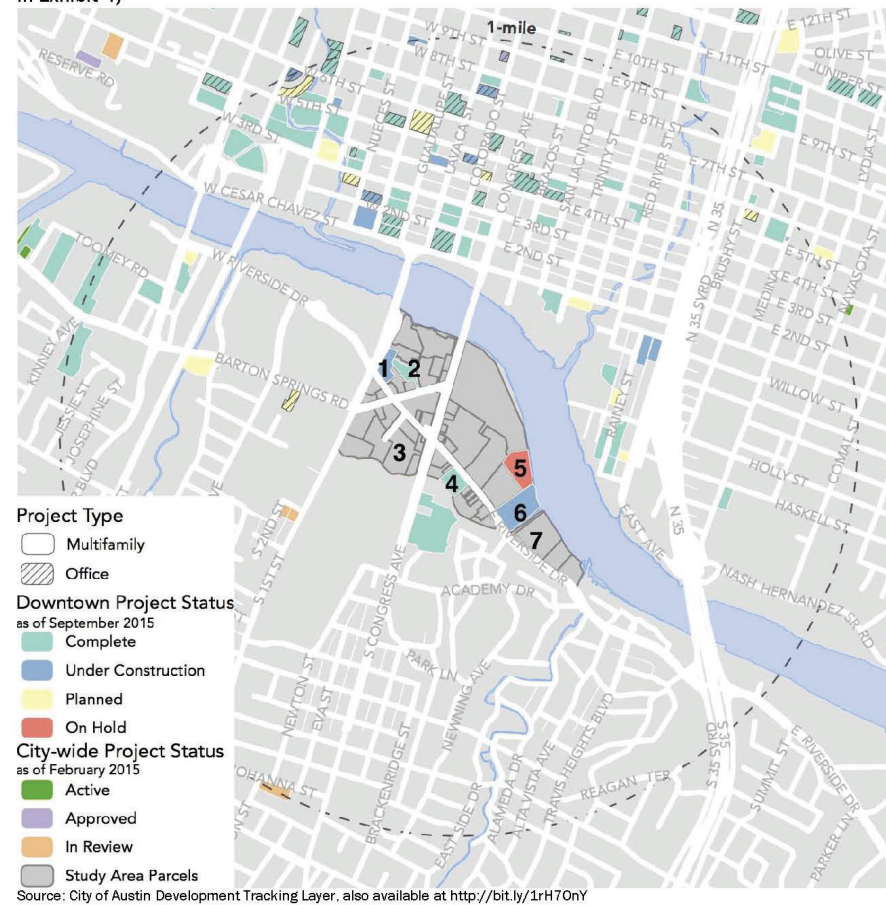 1-mile
W 9TH ST
W 8TH ST
E 12TH ST
E 11TH ST
OLIVE ST
JUNIPER ST
E 10TH ST
E 9TH ST
E 8TH ST
E 7TH ST
E 9TH ST
LYDIA ST
RESERVE RD
W 5TH ST
W 3RD ST
NUECES ST
GUADALUPE ST
LAVACA ST
COLORADO ST
CONGRESS AVE
BRAZOS ST
SAN JACINTO BLVD
TRINITY ST
RED RIVER ST
W CESAR CHAVEZ ST
W 2ND ST
E 4TH ST
E 3RD ST
E 2ND ST
N 35
N 35 SVRD
BRUSHY ST
MEDINA
E 5TH ST
E 4TH ST
E 3RD ST
E 2ND ST
NAVASOTA ST
TOOMEY RD
W RIVERSIDE DR
KINNEY AVE
JESSIE ST
JOSEPHINE ST
R BLVD
BARTON SPRINGS RD
1
2
3
4
5
6
7
RAINEY ST
WILLOW ST
COMAL ST
HOLLY ST
HASKELL ST
N 35
EAST AVE
NASH HERNANDEZ SR RD
S 2ND ST
S 1ST ST
S CONGRESS AVE
E RIVERSIDE DR
ACADEMY DR
PARK LN
NEWNING AVE
NEWTON ST
EVA ST
BRACKENRIDGE ST
EAST SIDE DR
ALAMEDA DR
ALTA VISTA AVE
TRAVIS HEIGHTS BLVD
REAGAN TER
JOHANNA ST
ON ST
S 35 SVRD
S 35
SUMMIT ST
E RIVERSIDE DR
PARKER LN
Project Type
Multifamily
Office
Downtown Project Status
as of September 2015
Complete
Under Construction
Planned
On Hold
City-wide Project Status
as of February 2015
Active
Approved
In Review
Study Area Parcels
Source: City of Austin Development Tracking Layer, also available at http://bit.ly/1rH7OnY